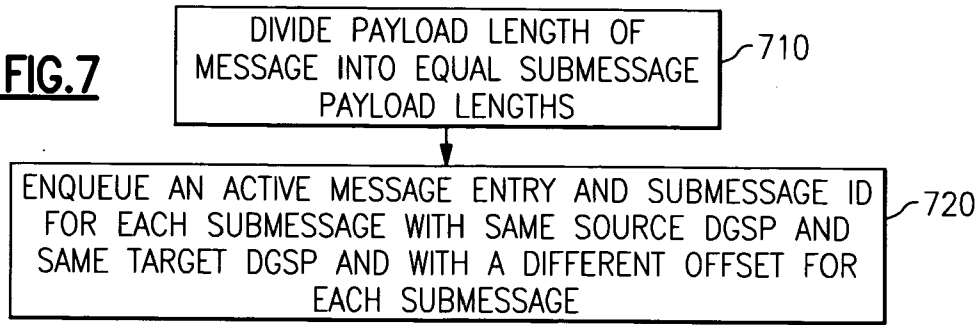 FIG.7
DIVIDE PAYLOAD LENGTH OF
MESSAGE INTO EQUAL SUBMESSAGE
PAYLOAD LENGTHS
710
ENQUEUE AN ACTIVE MESSAGE ENTRY AND SUBMESSAGE ID
FOR EACH SUBMESSAGE WITH SAME SOURCE DGSP AND
SAME TARGET DGSP AND WITH A DIFFERENT OFFSET FOR
EACH SUBMESSAGE
720